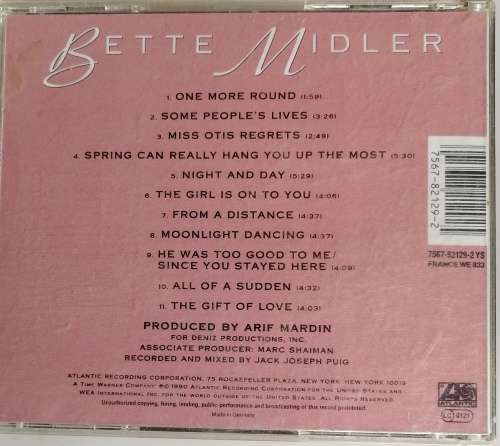 BETTE MIDLER
1. ONE MORE ROUND (1:59)
2. SOME PEOPLE'S LIVES (3:26)
3. MISS OTIS REGRETS (2:49)
4. SPRING CAN REALLY HANG YOU UP THE MOST (5:30)
5. NIGHT AND DAY (5:29)
6. THE GIRL IS ON TO YOU (4:06)
7. FROM A DISTANCE (4:37)
8. MOONLIGHT DANCING (4:37)
9. HE WAS TOO GOOD TO ME/
SINCE YOU STAYED HERE (4:09)
10. ALL OF A SUDDEN (4:32)
11. THE GIFT OF LOVE (4:03)
PRODUCED BY ARIF MARDIN
FOR DENIZ PRODUCTIONS, INC.
ASSOCIATE PRODUCER: MARC SHAIMAN
RECORDED AND MIXED BY JACK JOSEPH PUIG
ATLANTIC RECORDING CORPORATION, 75 ROCKEFELLER PLAZA, NEW YORK, NEW YORK 10019
A TIME WARNER COMPANY ℗©1990 ATLANTIC RECORDING CORPORATION FOR THE UNITED STATES AND
WEA INTERNATIONAL INC. FOR THE WORLD OUTSIDE OF THE UNITED STATES. ALL RIGHTS RESERVED.
Unauthorized copying, hiring, lending, public performance and broadcasting of this record prohibited.
Made in Germany
7567-82129-2
7567-82129-2 YS
FRANCE: WE 833
ATLANTIC
LC 0121